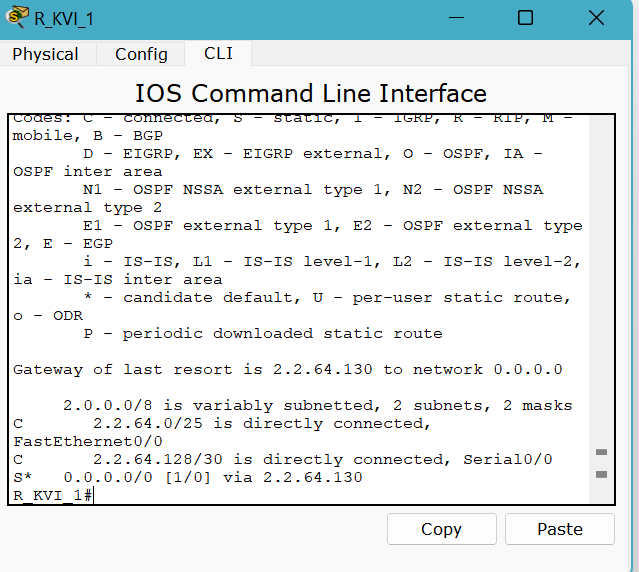 R_KVI_1
Physical Config CLI
IOS Command Line Interface
Codes: C - connected, S - static, I - IGRP, R - RIP, M -
mobile, B - BGP
D - EIGRP, EX - EIGRP external, O - OSPF, IA -
OSPF inter area
N1 - OSPF NSSA external type 1, N2 - OSPF NSSA
external type 2
E1 - OSPF external type 1, E2 - OSPF external type
2, E - EGP
i - IS-IS, L1 - IS-IS level-1, L2 - IS-IS level-2,
ia - IS-IS inter area
* - candidate default, U - per-user static route,
o - ODR
P - periodic downloaded static route
Gateway of last resort is 2.2.64.130 to network 0.0.0.0
2.0.0.0/8 is variably subnetted, 2 subnets, 2 masks
C 2.2.64.0/25 is directly connected,
FastEthernet0/0
C 2.2.64.128/30 is directly connected, Serial0/0
S* 0.0.0.0/0 [1/0] via 2.2.64.130
R_KVI_1#
Copy Paste